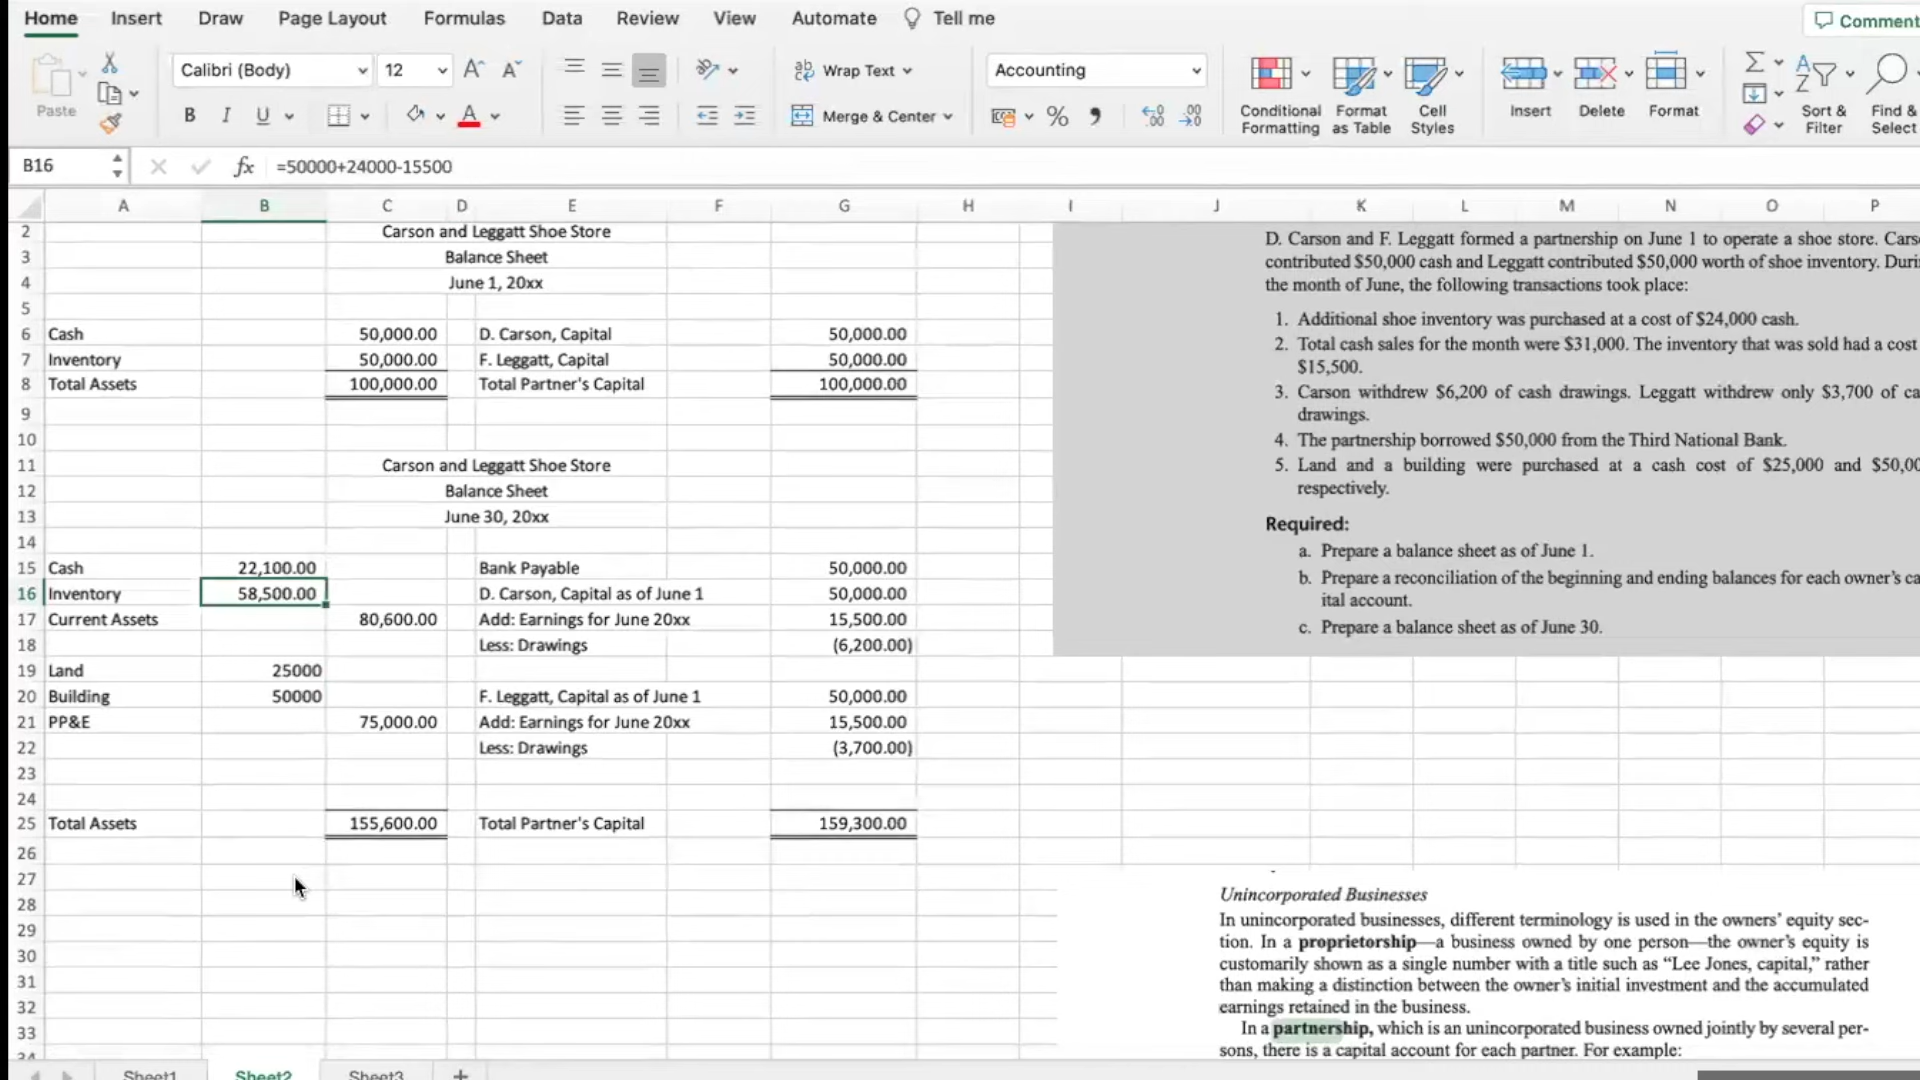 Home Insert Draw Page Layout Formulas Data Review View Automate Tell me Comment
Calibri (Body) 12 Wrap Text Accounting
Paste B I U Merge & Center % Conditional Formatting Format as Table Cell Styles Insert Delete Format Sort & Filter Find & Select
B16 fx =50000+24000-15500
A B C D E F G H I J K L M N O P
2 Carson and Leggatt Shoe Store
3 Balance Sheet
4 June 1, 20xx
5
6 Cash 50,000.00 D. Carson, Capital 50,000.00
7 Inventory 50,000.00 F. Leggatt, Capital 50,000.00
8 Total Assets 100,000.00 Total Partner's Capital 100,000.00
9
10
11 Carson and Leggatt Shoe Store
12 Balance Sheet
13 June 30, 20xx
14
15 Cash 22,100.00 Bank Payable 50,000.00
16 Inventory 58,500.00 D. Carson, Capital as of June 1 50,000.00
17 Current Assets 80,600.00 Add: Earnings for June 20xx 15,500.00
18 Less: Drawings (6,200.00)
19 Land 25000
20 Building 50000 F. Leggatt, Capital as of June 1 50,000.00
21 PP&E 75,000.00 Add: Earnings for June 20xx 15,500.00
22 Less: Drawings (3,700.00)
23
24
25 Total Assets 155,600.00 Total Partner's Capital 159,300.00
26
27
28
29
30
31
32
33
34
D. Carson and F. Leggatt formed a partnership on June 1 to operate a shoe store. Cars
contributed $50,000 cash and Leggatt contributed $50,000 worth of shoe inventory. Duri
the month of June, the following transactions took place:
1. Additional shoe inventory was purchased at a cost of $24,000 cash.
2. Total cash sales for the month were $31,000. The inventory that was sold had a cost
$15,500.
3. Carson withdrew $6,200 of cash drawings. Leggatt withdrew only $3,700 of ca
drawings.
4. The partnership borrowed $50,000 from the Third National Bank.
5. Land and a building were purchased at a cash cost of $25,000 and $50,00
respectively.
Required:
a. Prepare a balance sheet as of June 1.
b. Prepare a reconciliation of the beginning and ending balances for each owner's ca
ital account.
c. Prepare a balance sheet as of June 30.
Unincorporated Businesses
In unincorporated businesses, different terminology is used in the owners' equity sec-
tion. In a proprietorship—a business owned by one person—the owner's equity is
customarily shown as a single number with a title such as “Lee Jones, capital,” rather
than making a distinction between the owner's initial investment and the accumulated
earnings retained in the business.
In a partnership, which is an unincorporated business owned jointly by several per-
sons, there is a capital account for each partner. For example:
Sheet1 Sheet2 Sheet3 +